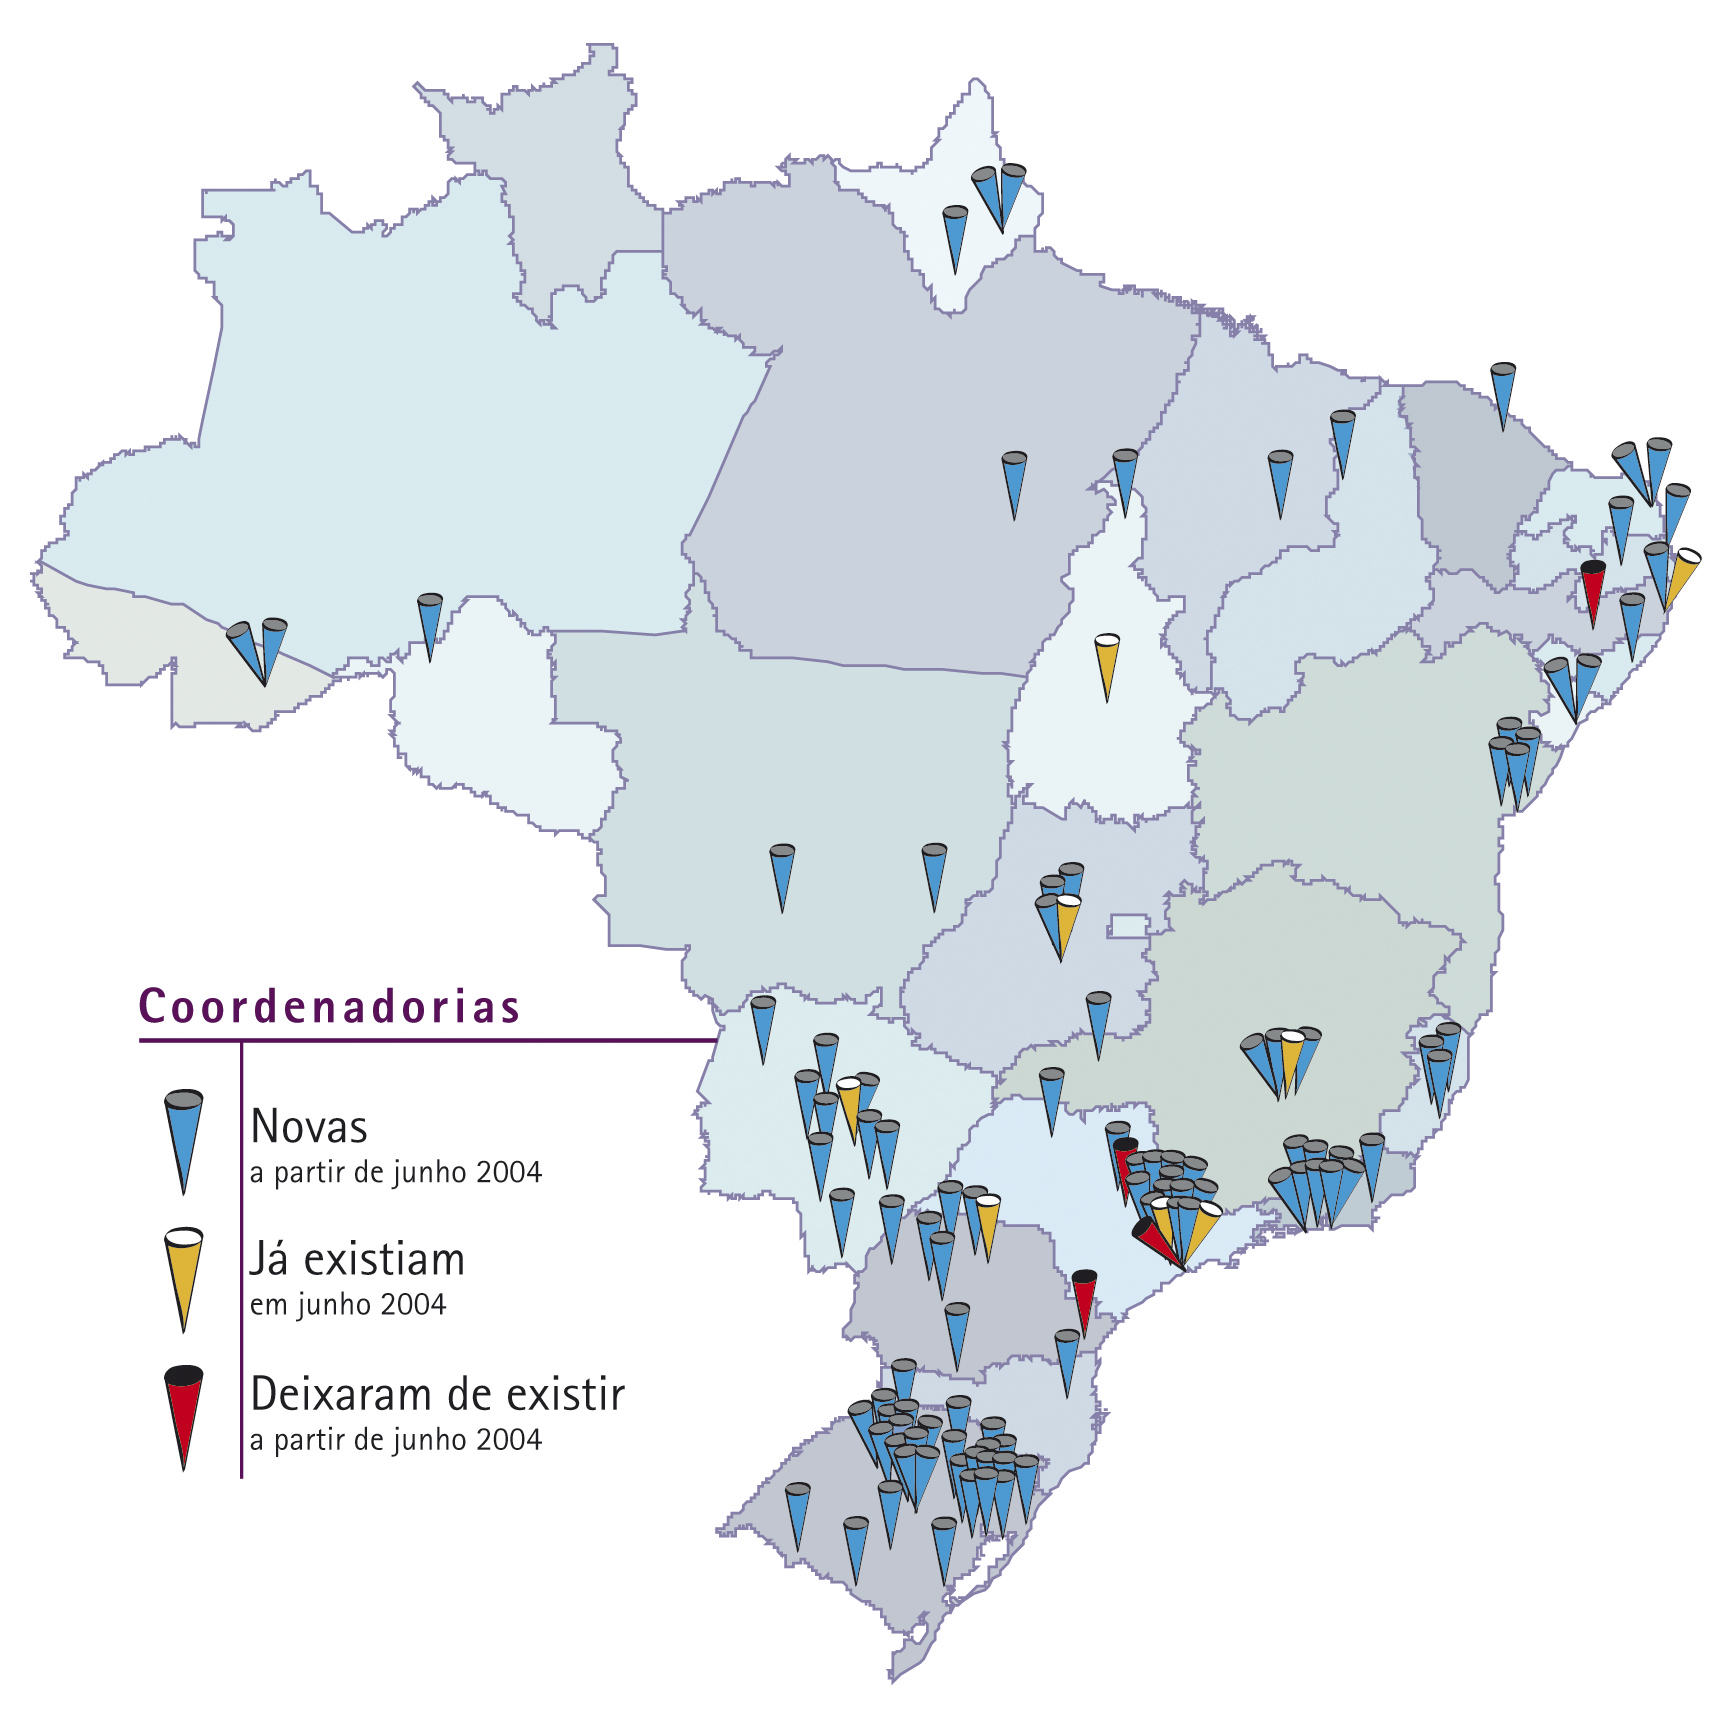 Coordenadorias
Novas
a partir de junho 2004
Já existiam
em junho 2004
Deixaram de existir
a partir de junho 2004